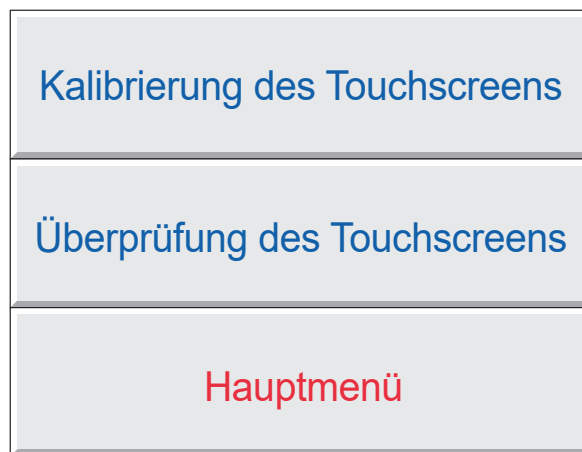 Kalibrierung des Touchscreens
Überprüfung des Touchscreens
Hauptmenü